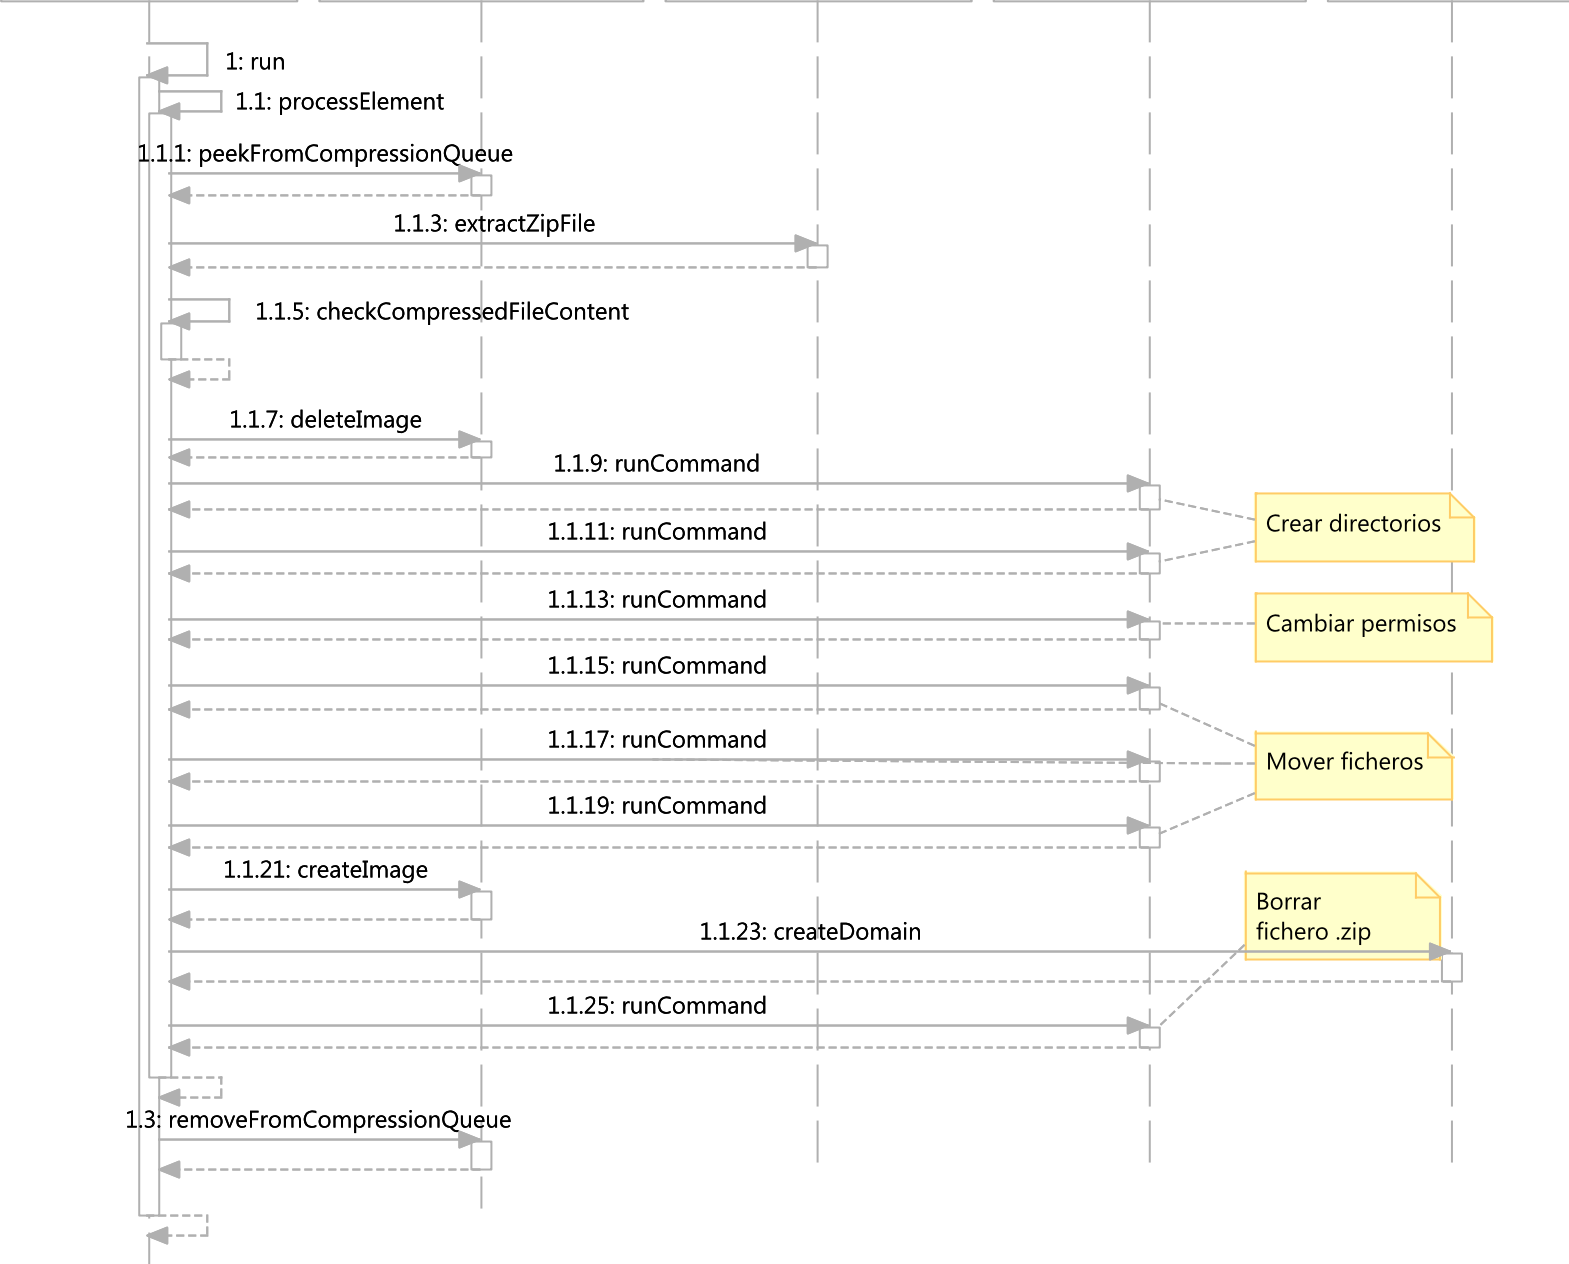 1: run
1.1: processElement
1.1.1: peekFromCompressionQueue
1.1.3: extractZipFile
1.1.5: checkCompressedFileContent
1.1.7: deleteImage
1.1.9: runCommand
Crear directorios
1.1.11: runCommand
1.1.13: runCommand
Cambiar permisos
1.1.15: runCommand
1.1.17: runCommand
Mover ficheros
1.1.19: runCommand
1.1.21: createImage
Borrar
fichero .zip
1.1.23: createDomain
1.1.25: runCommand
1.3: removeFromCompressionQueue